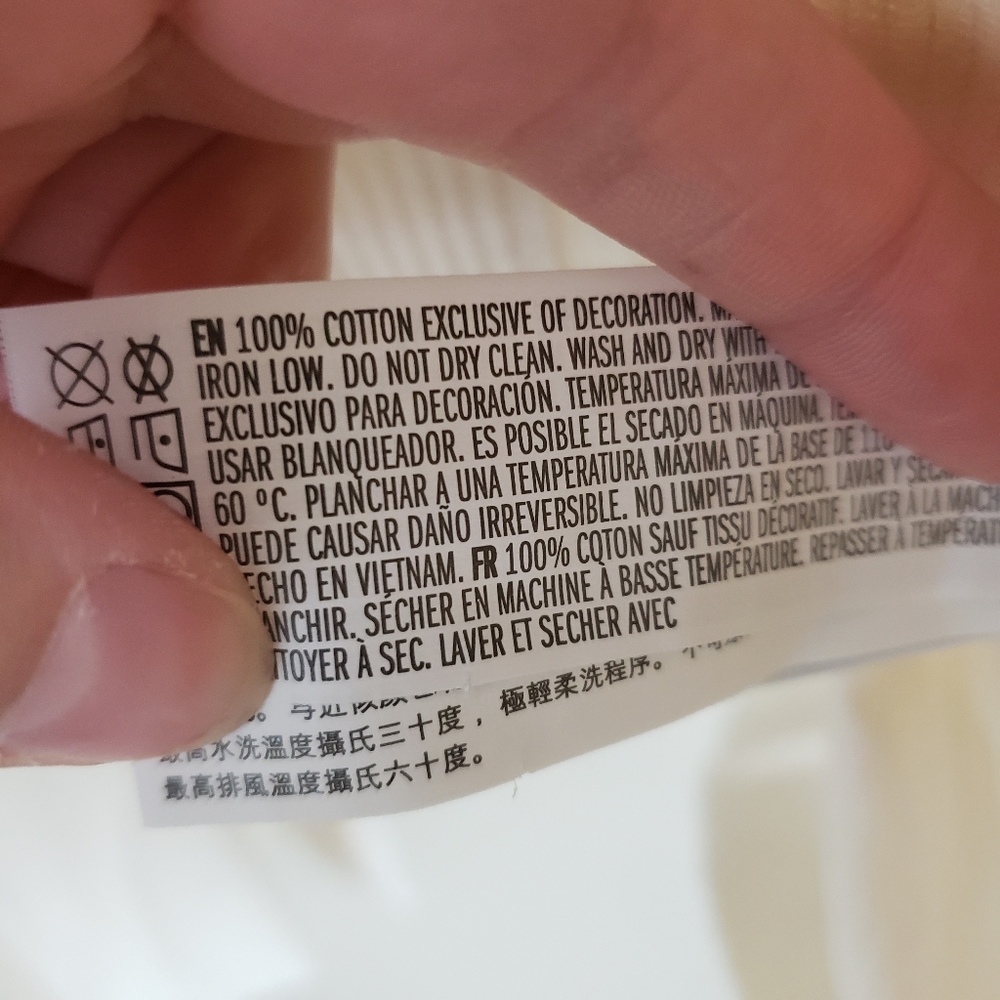 EN 100% COTTON EXCLUSIVE OF DECORATION.
IRON LOW. DO NOT DRY CLEAN. WASH AND DRY WITH
EXCLUSIVO PARA DECORACIÓN. TEMPERATURA MÁXIMA DE
USAR BLANQUEADOR. ES POSIBLE EL SECADO EN MÁQUINA.
60 °C. PLANCHAR A UNA TEMPERATURA MÁXIMA DE LA BASE DE 110
PUEDE CAUSAR DAÑO IRREVERSIBLE. NO LIMPIEZA EN SECO. LAVAR Y
ECHO EN VIETNAM. FR 100% COTON SAUF TISSU DÉCORATIF. LAVER À LA
ANCHIR. SÉCHER EN MACHINE À BASSE TEMPÉRATURE. REPASSER À
TTOYER À SEC. LAVER ET SECHER AVEC
極輕柔洗程序。
最高水洗溫度攝氏三十度，
最高排風溫度攝氏六十度。